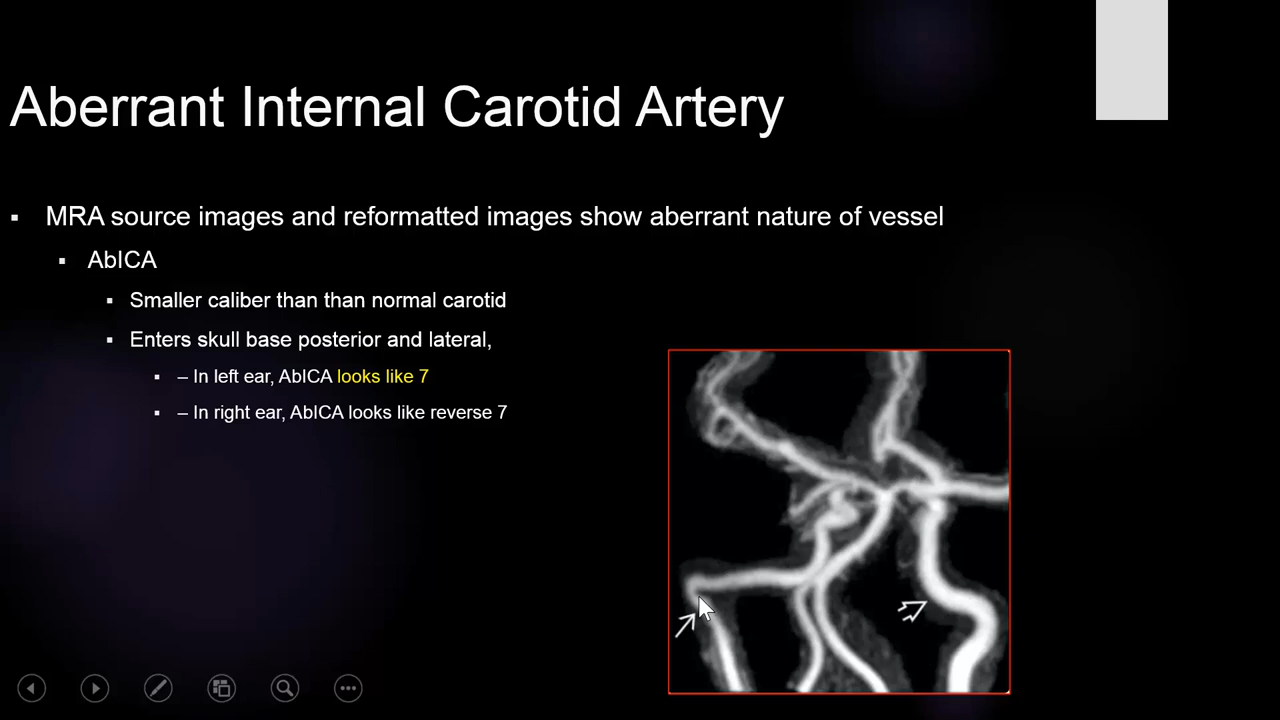 Aberrant Internal Carotid Artery
▪ MRA source images and reformatted images show aberrant nature of vessel
▪ AbICA
▪ Smaller caliber than than normal carotid
▪ Enters skull base posterior and lateral,
▪ – In left ear, AbICA looks like 7
▪ – In right ear, AbICA looks like reverse 7